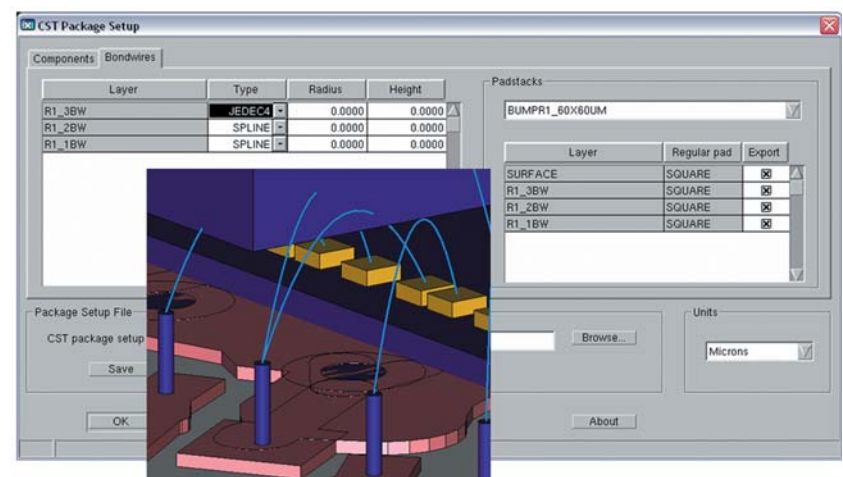 CST Package Setup
Components Bondwires
Layer Type Radius Height
R1_3BW JEDEC4 0.0000 0.0000
R1_2BW SPLINE 0.0000 0.0000
R1_1BW SPLINE 0.0000 0.0000
Padstacks
BUMPR1_60X60UM
Layer Regular pad Export
SURFACE SQUARE
R1_3BW SQUARE
R1_2BW SQUARE
R1_1BW SQUARE
Package Setup File
CST package setup
Browse...
Save
Units
Microns
OK
About